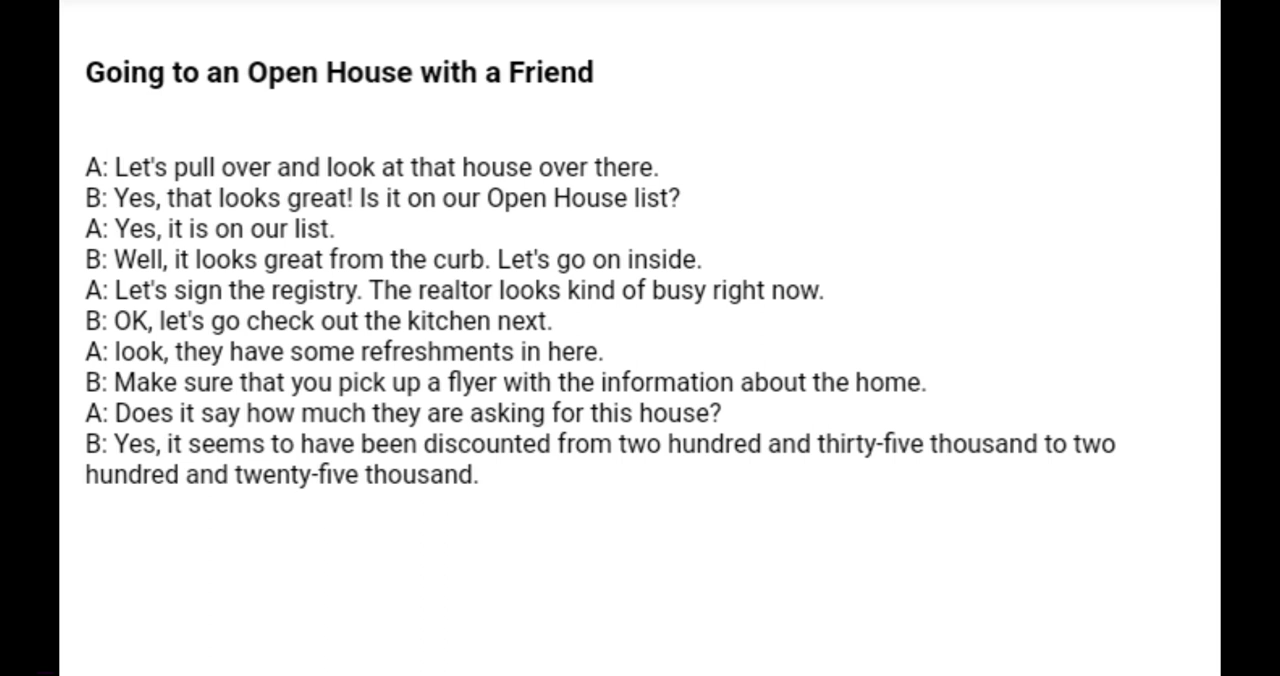 Going to an Open House with a Friend
A: Let's pull over and look at that house over there.
B: Yes, that looks great! Is it on our Open House list?
A: Yes, it is on our list.
B: Well, it looks great from the curb. Let's go on inside.
A: Let's sign the registry. The realtor looks kind of busy right now.
B: OK, let's go check out the kitchen next.
A: look, they have some refreshments in here.
B: Make sure that you pick up a flyer with the information about the home.
A: Does it say how much they are asking for this house?
B: Yes, it seems to have been discounted from two hundred and thirty-five thousand to two
hundred and twenty-five thousand.